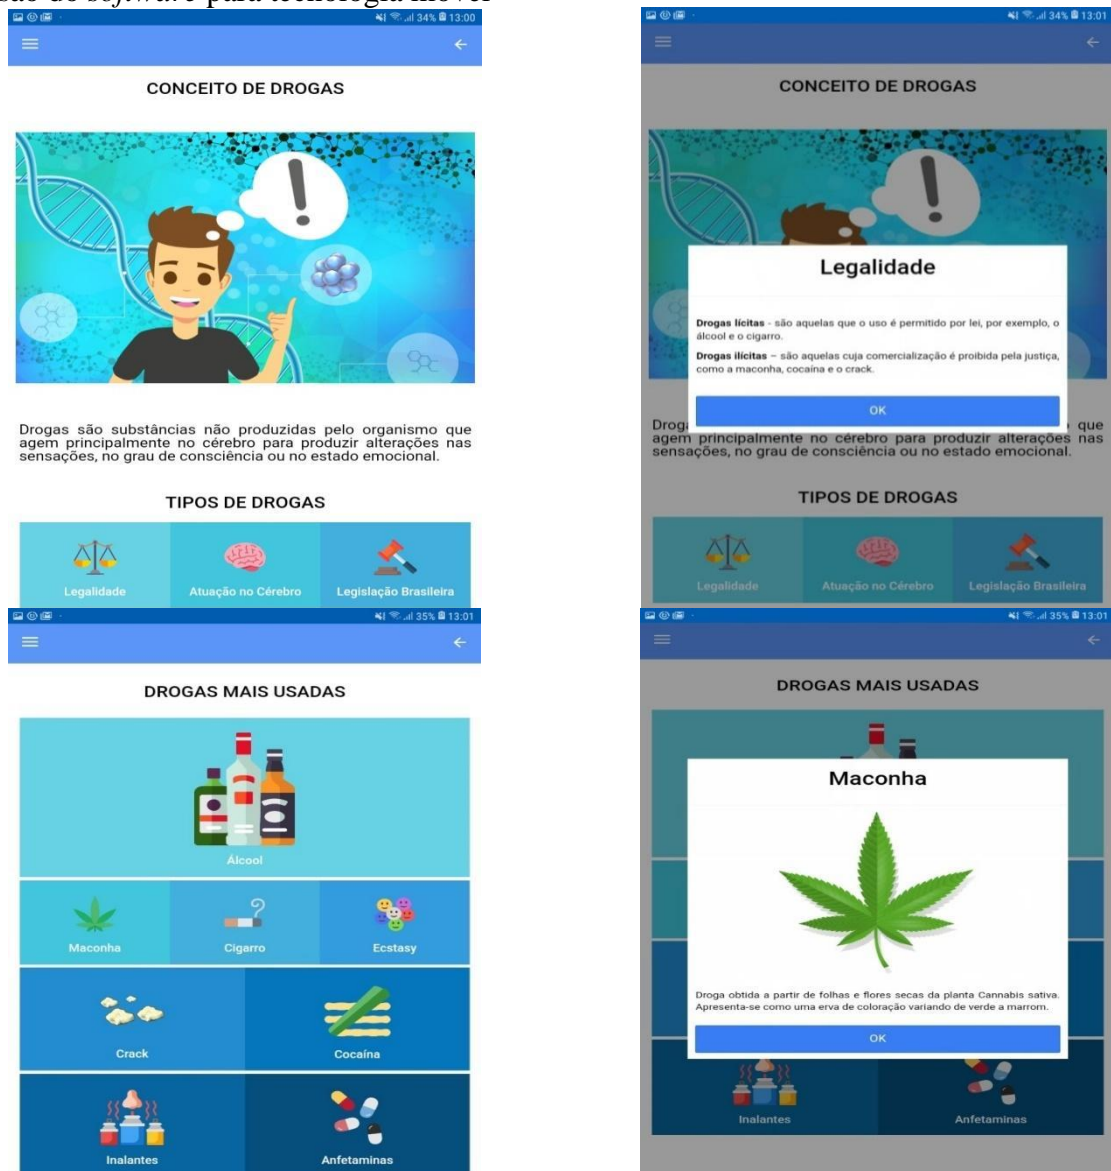 são do software para tecnologia móvel
34% 13:00
CONCEITO DE DROGAS
Drogas são substâncias não produzidas pelo organismo que
agem principalmente no cérebro para produzir alterações nas
sensações, no grau de consciência ou no estado emocional.
TIPOS DE DROGAS
Legalidade
Atuação no Cérebro
Legislação Brasileira
34% 13:01
CONCEITO DE DROGAS
Legalidade
Drogas lícitas - são aquelas que o uso é permitido por lei, por exemplo, o
álcool e o cigarro.
Drogas ilícitas – são aquelas cuja comercialização é proibida pela justiça,
como a maconha, cocaína e o crack.
OK
Drog que
agem principalmente no cérebro para produzir alterações nas
sensações, no grau de consciência ou no estado emocional.
TIPOS DE DROGAS
Legalidade
Atuação no Cérebro
Legislação Brasileira
35% 13:01
DROGAS MAIS USADAS
Álcool
Maconha
Cigarro
Ecstasy
Crack
Cocaína
Inalantes
Anfetaminas
35% 13:01
DROGAS MAIS USADAS
Maconha
Droga obtida a partir de folhas e flores secas da planta Cannabis sativa.
Apresenta-se como uma erva de coloração variando de verde a marrom.
OK
Inalantes
Anfetaminas